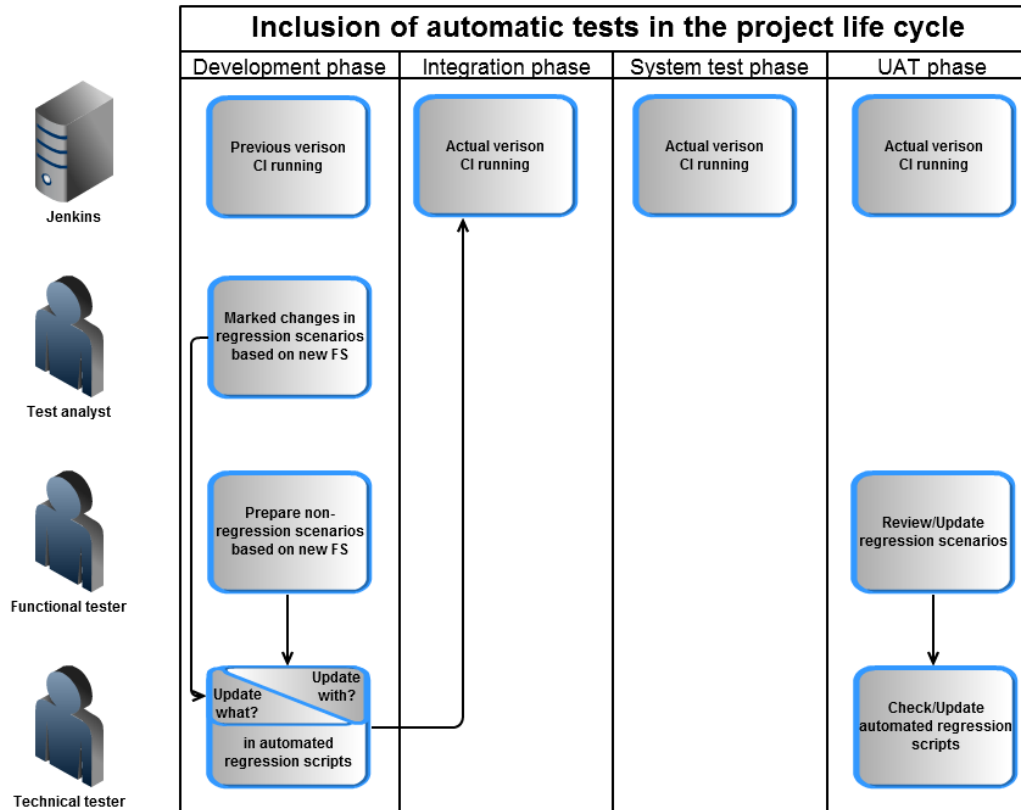 Inclusion of automatic tests in the project life cycle
Development phase
Integration phase
System test phase
UAT phase
Jenkins
Previous verison
CI running
Actual verison
CI running
Actual verison
CI running
Actual verison
CI running
Test analyst
Marked changes in
regression scenarios
based on new FS
Functional tester
Prepare non-
regression scenarios
based on new FS
Review/Update
regression scenarios
Technical tester
Update
what?
Update
with?
in automated
regression scripts
Check/Update
automated regression
scripts